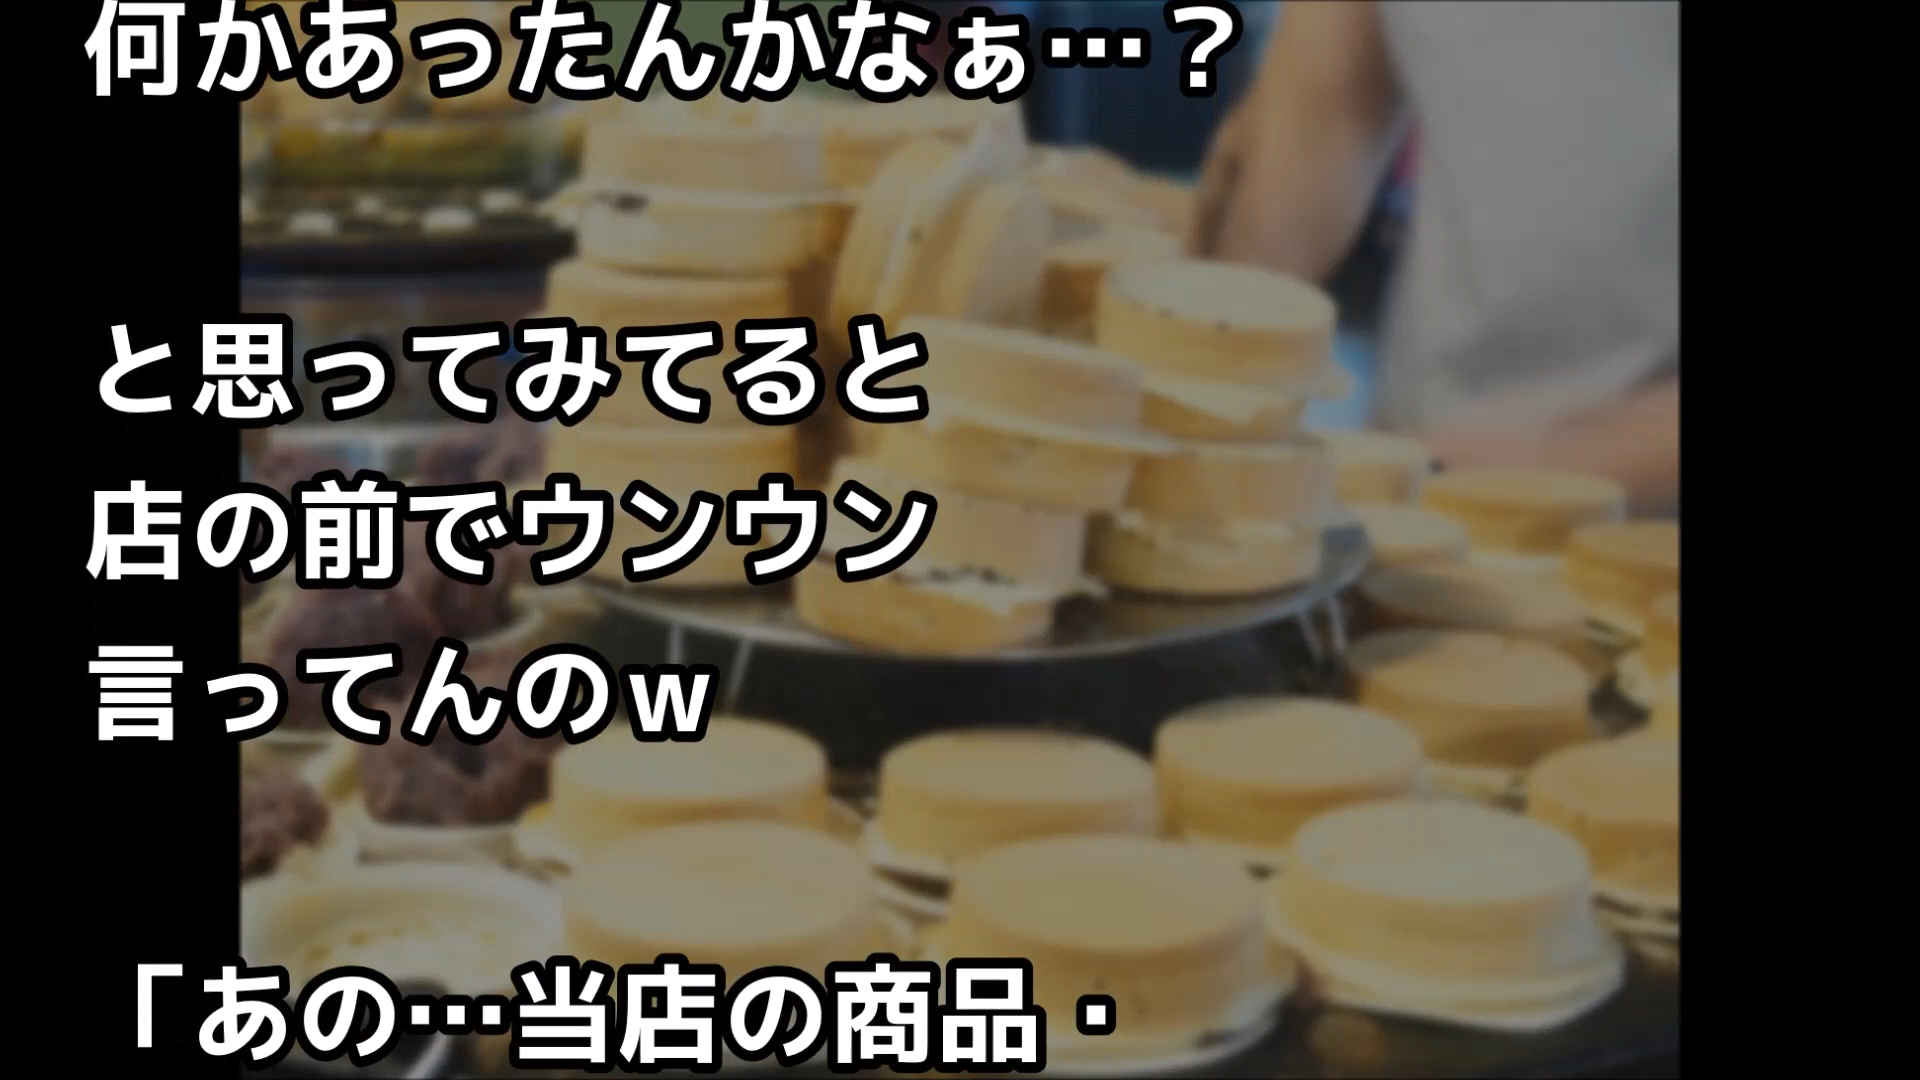 何かあったんかなぁ…？
と思ってみてると
店の前でウンウン
言ってんのｗ
「あの…当店の商品・